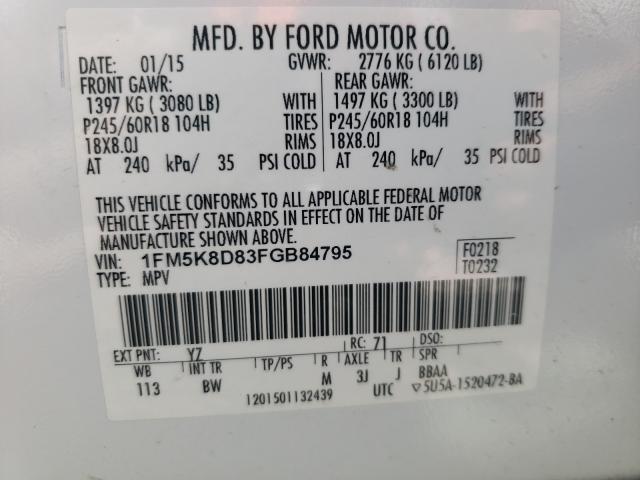 MFD. BY FORD MOTOR CO.
DATE: 01/15 GVWR: 2776 KG ( 6120 LB)
FRONT GAWR: REAR GAWR:
1397 KG ( 3080 LB) WITH 1497 KG ( 3300 LB) WITH
P245/60R18 104H TIRES P245/60R18 104H TIRES
18X8.0J RIMS 18X8.0J RIMS
AT 240 kPa/ 35 PSI COLD AT 240 kPa/ 35 PSI COLD
THIS VEHICLE CONFORMS TO ALL APPLICABLE FEDERAL MOTOR
VEHICLE SAFETY STANDARDS IN EFFECT ON THE DATE OF
MANUFACTURE SHOWN ABOVE.
VIN: 1FM5K8D83FGB84795 F0218
TYPE: MPV T0232
EXT PNT: YZ RC: 71 DSO:
WB INT TR TP/PS R AXLE TR SPR
113 BW M 3J J BBAA
1201501132439 UTC ▽5U5A-1520472-BA